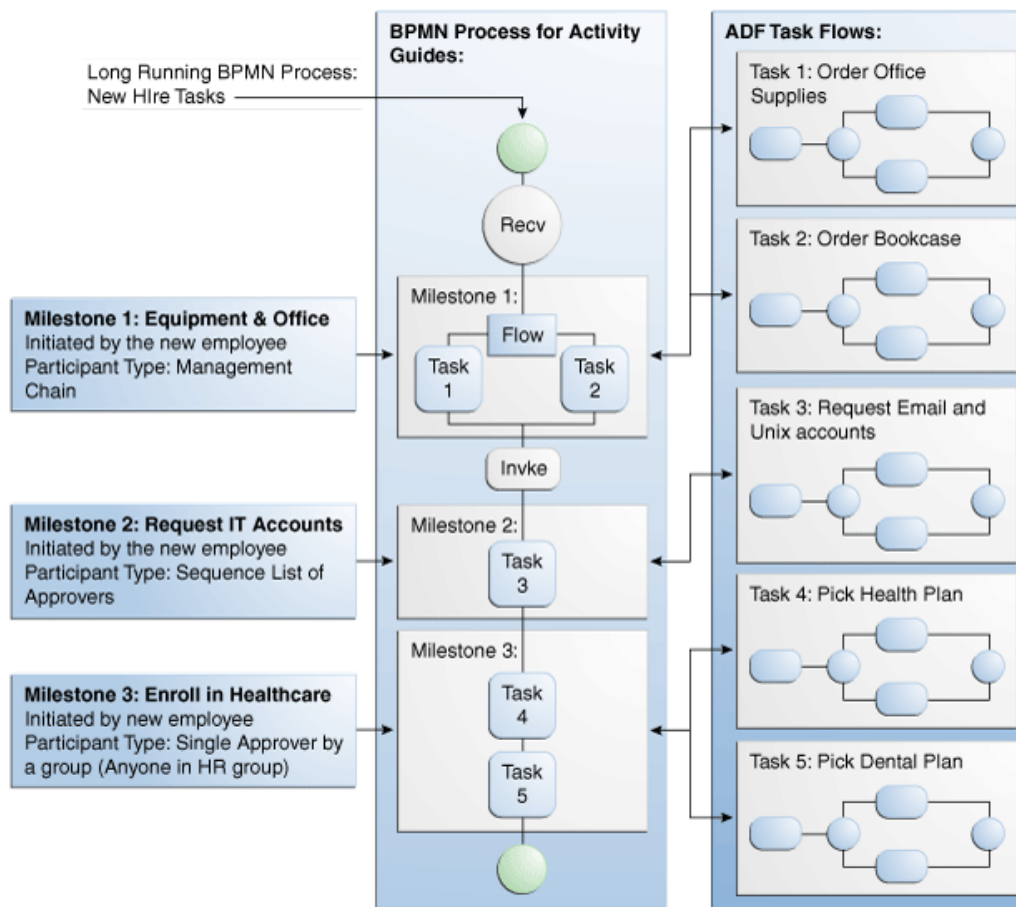 Long Running BPMN Process:
New HIre Tasks
BPMN Process for Activity
Guides:
Recv
Milestone 1:
Flow
Task
1
Task
2
Invke
Milestone 2:
Task
3
Milestone 3:
Task
4
Task
5
Milestone 1: Equipment & Office
Initiated by the new employee
Participant Type: Management
Chain
Milestone 2: Request IT Accounts
Initiated by the new employee
Participant Type: Sequence List of
Approvers
Milestone 3: Enroll in Healthcare
Initiated by new employee
Participant Type: Single Approver by
a group (Anyone in HR group)
ADF Task Flows:
Task 1: Order Office
Supplies
Task 2: Order Bookcase
Task 3: Request Email and
Unix accounts
Task 4: Pick Health Plan
Task 5: Pick Dental Plan